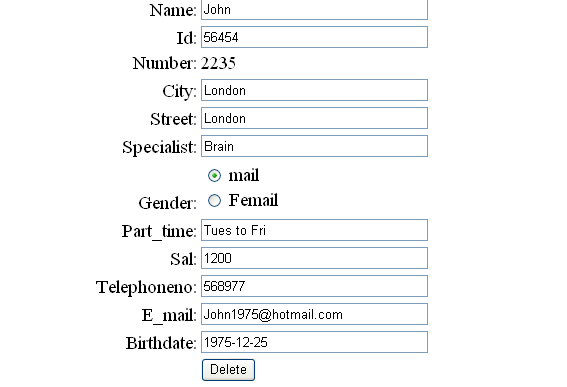 Name: John
Id: 56454
Number: 2235
City: London
Street: London
Specialist: Brain
mail
Gender: Femail
Part_time: Tues to Fri
Sal: 1200
Telephoneno: 568977
E_mail: John1975@hotmail.com
Birthdate: 1975-12-25
Delete